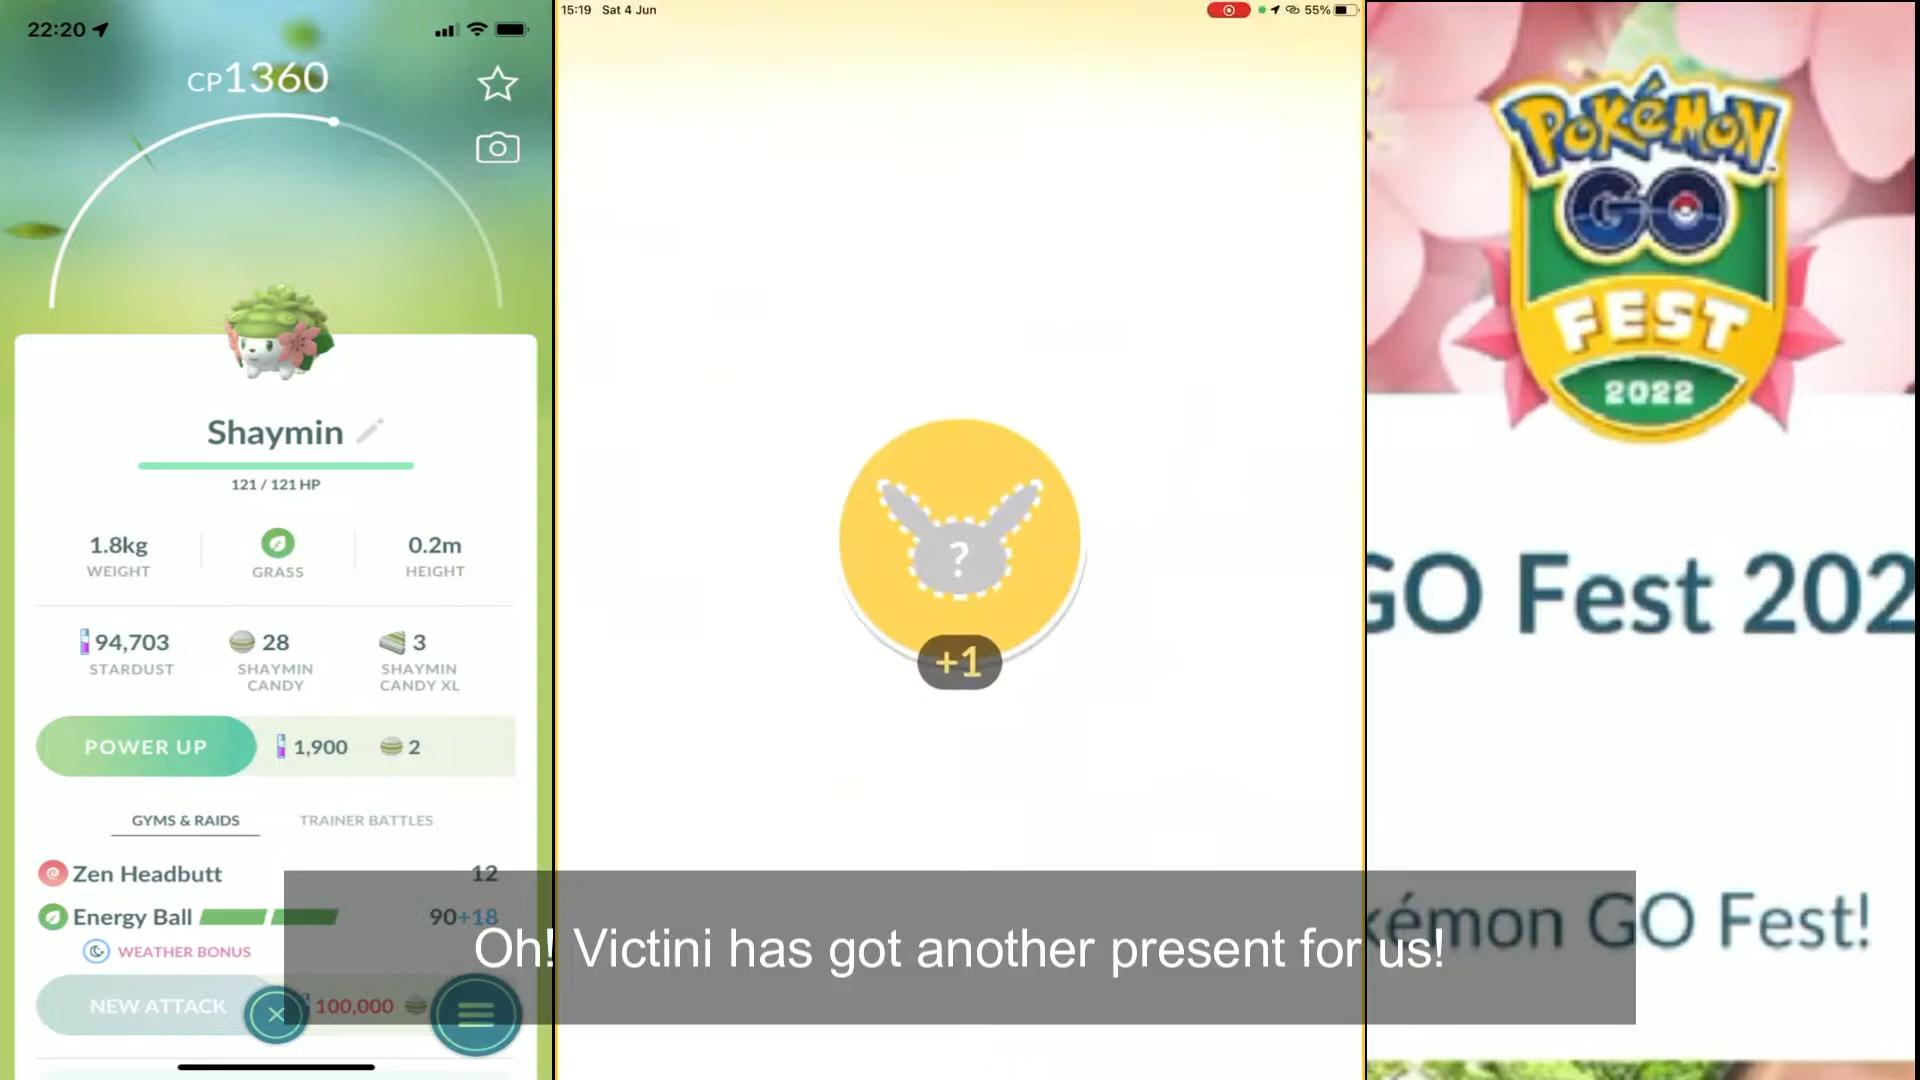 22:20
CP1360
Shaymin
121 / 121 HP
1.8kg
WEIGHT
GRASS
0.2m
HEIGHT
94,703
STARDUST
28
SHAYMIN
CANDY
3
SHAYMIN
CANDY XL
POWER UP
1,900
2
GYMS & RAIDS
TRAINER BATTLES
Zen Headbutt
12
Energy Ball
90+18
WEATHER BONUS
NEW ATTACK
100,000
15:19 Sat 4 Jun
55%
?
+1
POKéMON
GO
FEST
2022
GO Fest 202
kémon GO Fest!
Oh! Victini has got another present for us!